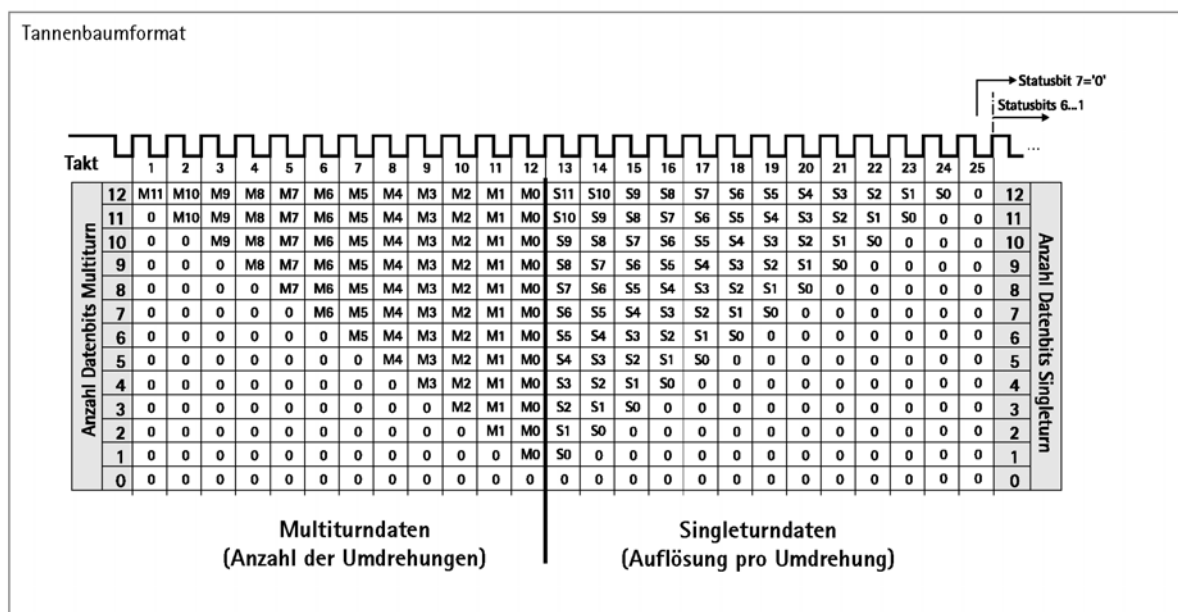 Tannenbaumformat
Statusbit 7='0'
Statusbits 6...1
...
Takt 1 2 3 4 5 6 7 8 9 10 11 12 13 14 15 16 17 18 19 20 21 22 23 24 25
Anzahl Datenbits Multiturn
12 M11 M10 M9 M8 M7 M6 M5 M4 M3 M2 M1 M0 S11 S10 S9 S8 S7 S6 S5 S4 S3 S2 S1 S0 0 12
11 0 M10 M9 M8 M7 M6 M5 M4 M3 M2 M1 M0 S10 S9 S8 S7 S6 S5 S4 S3 S2 S1 S0 0 0 11
10 0 0 M9 M8 M7 M6 M5 M4 M3 M2 M1 M0 S9 S8 S7 S6 S5 S4 S3 S2 S1 S0 0 0 0 10
9 0 0 0 M8 M7 M6 M5 M4 M3 M2 M1 M0 S8 S7 S6 S5 S4 S3 S2 S1 S0 0 0 0 0 9
8 0 0 0 0 M7 M6 M5 M4 M3 M2 M1 M0 S7 S6 S5 S4 S3 S2 S1 S0 0 0 0 0 0 8
7 0 0 0 0 0 M6 M5 M4 M3 M2 M1 M0 S6 S5 S4 S3 S2 S1 S0 0 0 0 0 0 0 7
6 0 0 0 0 0 0 M5 M4 M3 M2 M1 M0 S5 S4 S3 S2 S1 S0 0 0 0 0 0 0 0 6
5 0 0 0 0 0 0 0 M4 M3 M2 M1 M0 S4 S3 S2 S1 S0 0 0 0 0 0 0 0 0 5
4 0 0 0 0 0 0 0 0 M3 M2 M1 M0 S3 S2 S1 S0 0 0 0 0 0 0 0 0 0 4
3 0 0 0 0 0 0 0 0 0 M2 M1 M0 S2 S1 S0 0 0 0 0 0 0 0 0 0 0 3
2 0 0 0 0 0 0 0 0 0 0 M1 M0 S1 S0 0 0 0 0 0 0 0 0 0 0 0 2
1 0 0 0 0 0 0 0 0 0 0 0 M0 S0 0 0 0 0 0 0 0 0 0 0 0 0 1
0 0 0 0 0 0 0 0 0 0 0 0 0 0 0 0 0 0 0 0 0 0 0 0 0 0 0
Anzahl Datenbits Singleturn
Multiturndaten
(Anzahl der Umdrehungen)
Singleturndaten
(Auflösung pro Umdrehung)